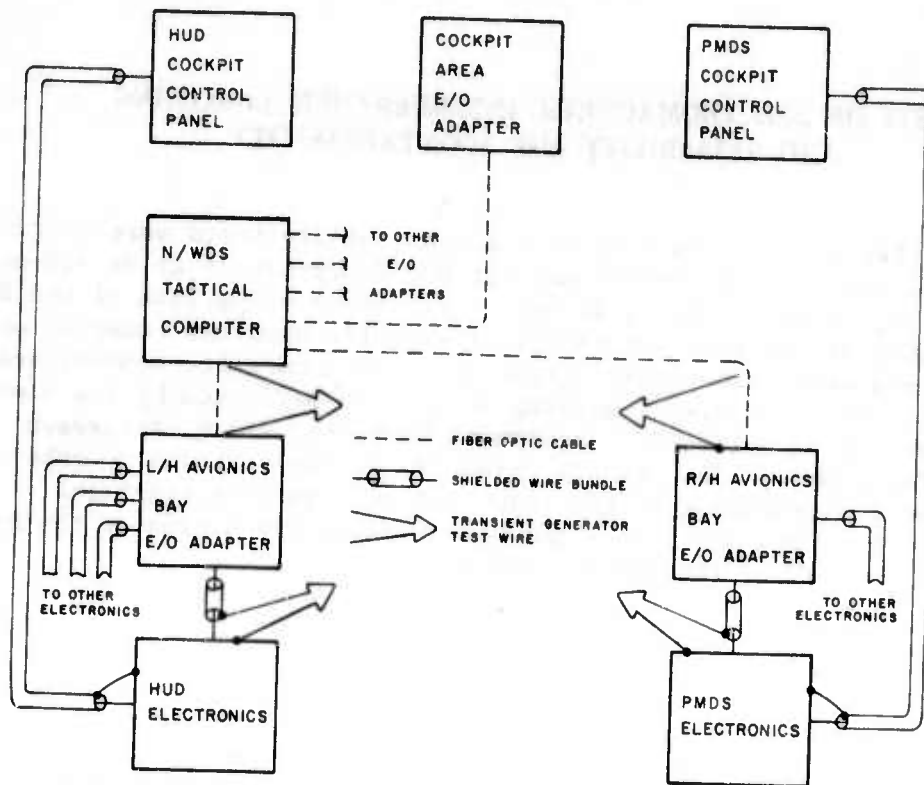 HUD
COCKPIT
CONTROL
PANEL
COCKPIT
AREA
E/O
ADAPTER
PMDS
COCKPIT
CONTROL
PANEL
N/WDS
TACTICAL
COMPUTER
TO OTHER
E/O
ADAPTERS
L/H AVIONICS
BAY
E/O ADAPTER
FIBER OPTIC CABLE
SHIELDED WIRE BUNDLE
TRANSIENT GENERATOR
TEST WIRE
R/H AVIONICS
BAY
E/O ADAPTER
TO OTHER
ELECTRONICS
TO OTHER
ELECTRONICS
HUD
ELECTRONICS
PMDS
ELECTRONICS